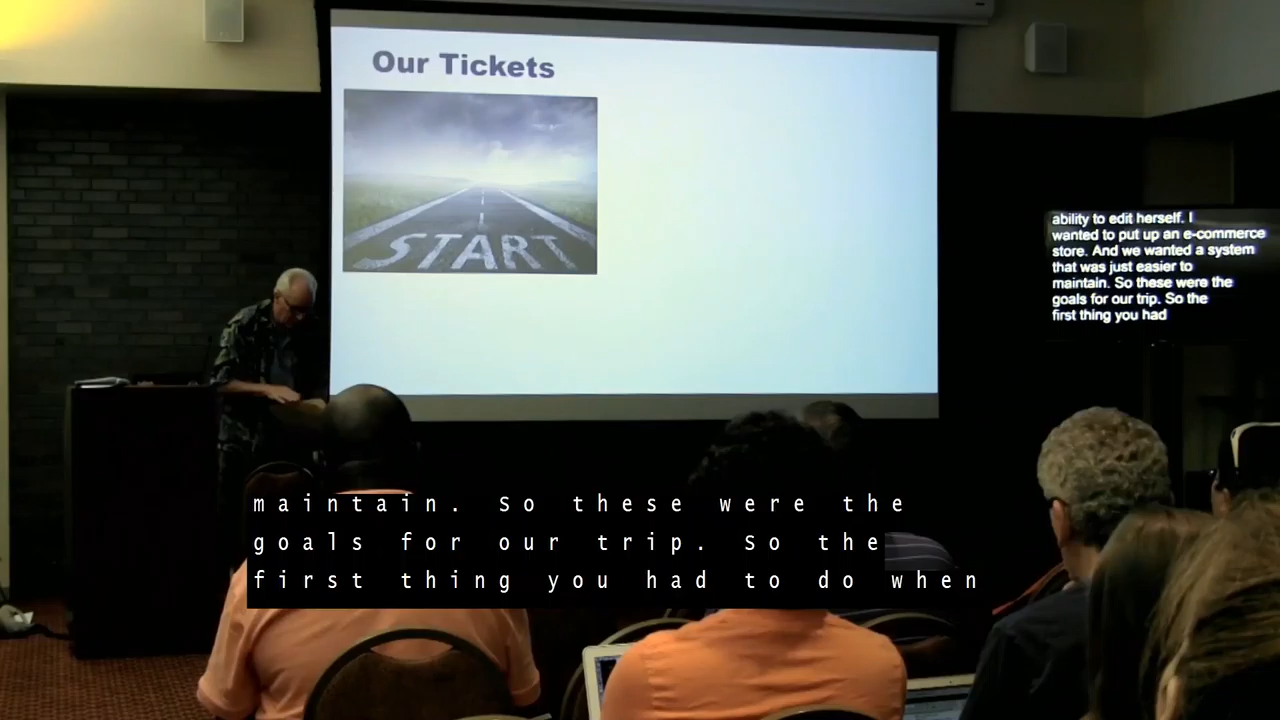 Our Tickets
START
ability to edit herself. I
wanted to put up an e-commerce
store. And we wanted a system
that was just easier to
maintain. So these were the
goals for our trip. So the
first thing you had
maintain. So these were the
goals for our trip. So the
first thing you had to do when